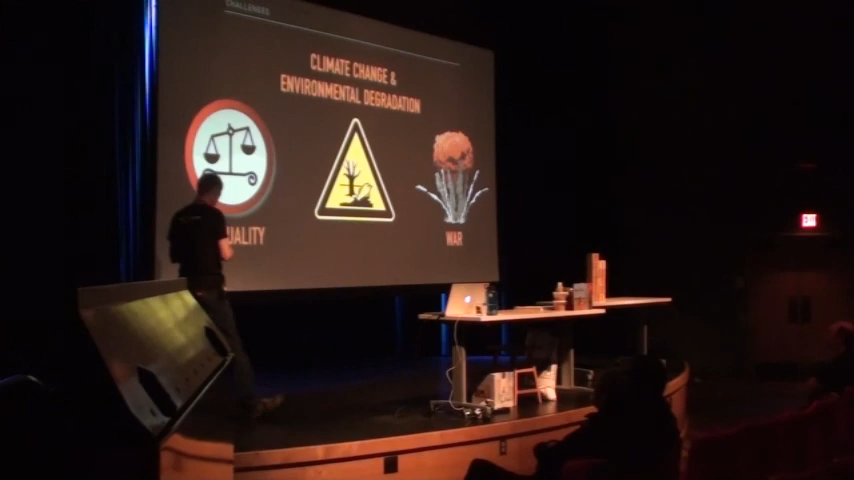 CHALLENGES
CLIMATE CHANGE &
ENVIRONMENTAL DEGRADATION
UALITY
WAR
EXIT